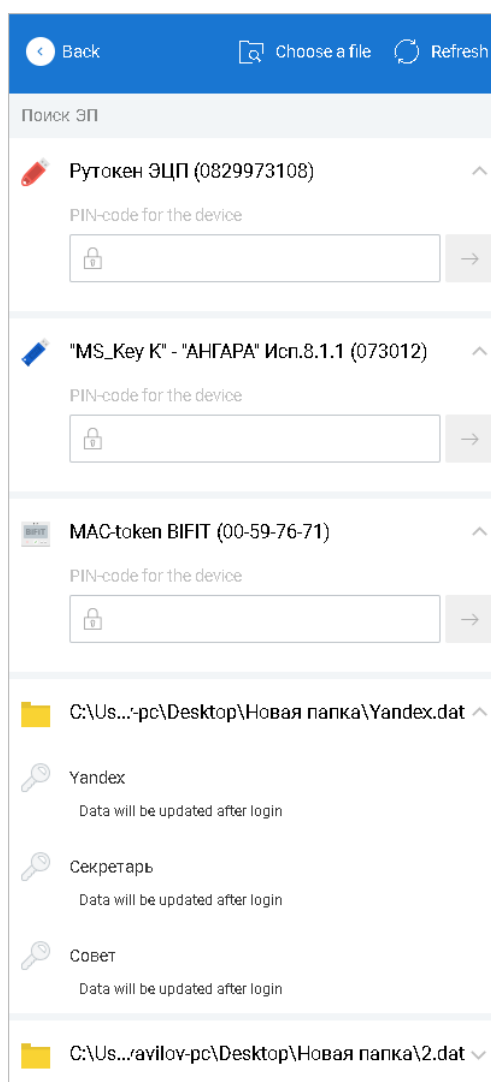 Back Choose a file Refresh
Поиск ЭП
Рутокен ЭЦП (0829973108)
PIN-code for the device
"MS_Key K" - "АНГАРА" Исп.8.1.1 (073012)
PIN-code for the device
BIFIT
MAC-token BIFIT (00-59-76-71)
PIN-code for the device
C:\Us...-pc\Desktop\Новая папка\Yandex.dat
Yandex
Data will be updated after login
Секретарь
Data will be updated after login
Совет
Data will be updated after login
C:\Us...avilov-pc\Desktop\Новая папка\2.dat